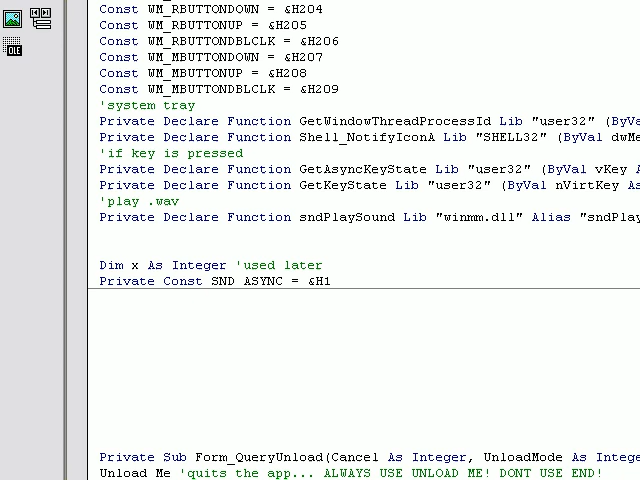 Const WM_RBUTTONDOWN = &H204
Const WM_RBUTTONUP = &H205
Const WM_RBUTTONDBLCLK = &H206
Const WM_MBUTTONDOWN = &H207
Const WM_MBUTTONUP = &H208
Const WM_MBUTTONDBLCLK = &H209
'system tray
Private Declare Function GetWindowThreadProcessId Lib "user32" (ByVa
Private Declare Function Shell_NotifyIconA Lib "SHELL32" (ByVal dwMe
'if key is pressed
Private Declare Function GetAsyncKeyState Lib "user32" (ByVal vKey A
Private Declare Function GetKeyState Lib "user32" (ByVal nVirtKey As
'play .wav
Private Declare Function sndPlaySound Lib "winmm.dll" Alias "sndPlay
Dim x As Integer 'used later
Private Const SND_ASYNC = &H1
Private Sub Form_QueryUnload(Cancel As Integer, UnloadMode As Intege
Unload Me 'quits the app... ALWAYS USE UNLOAD ME! DONT USE END!
OLE